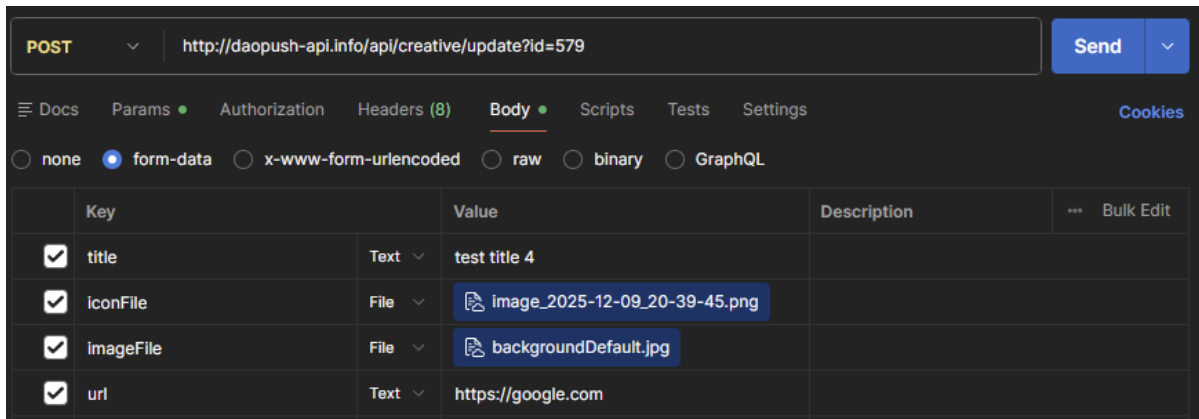 POST http://daopush-api.info/api/creative/update?id=579 Send
Docs Params Authorization Headers (8) Body Scripts Tests Settings Cookies
none form-data x-www-form-urlencoded raw binary GraphQL
Key Value Description Bulk Edit
title Text test title 4
iconFile File image_2025-12-09_20-39-45.png
imageFile File backgroundDefault.jpg
url Text https://google.com